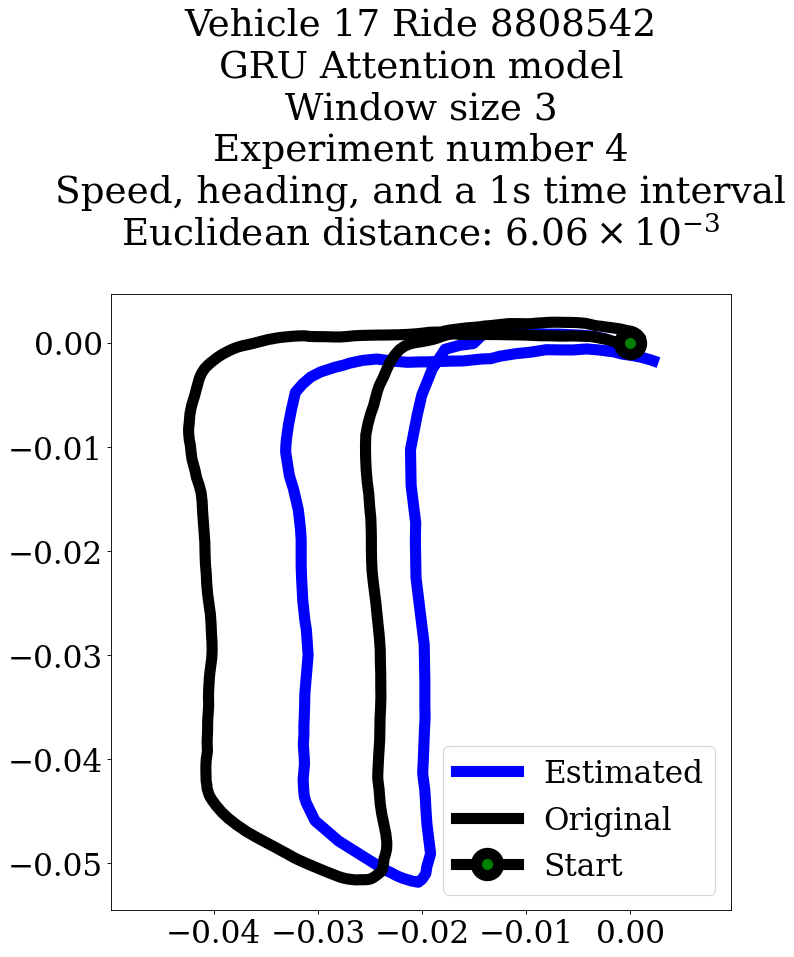 Vehicle 17 Ride 8808542
GRU Attention model
Window size 3
Experiment number 4
Speed, heading, and a 1s time interval
Euclidean distance: 6.06 × 10⁻³
0.00
−0.01
−0.02
−0.03
−0.04
−0.05
Estimated
Original
Start
−0.04 −0.03 −0.02 −0.01 0.00